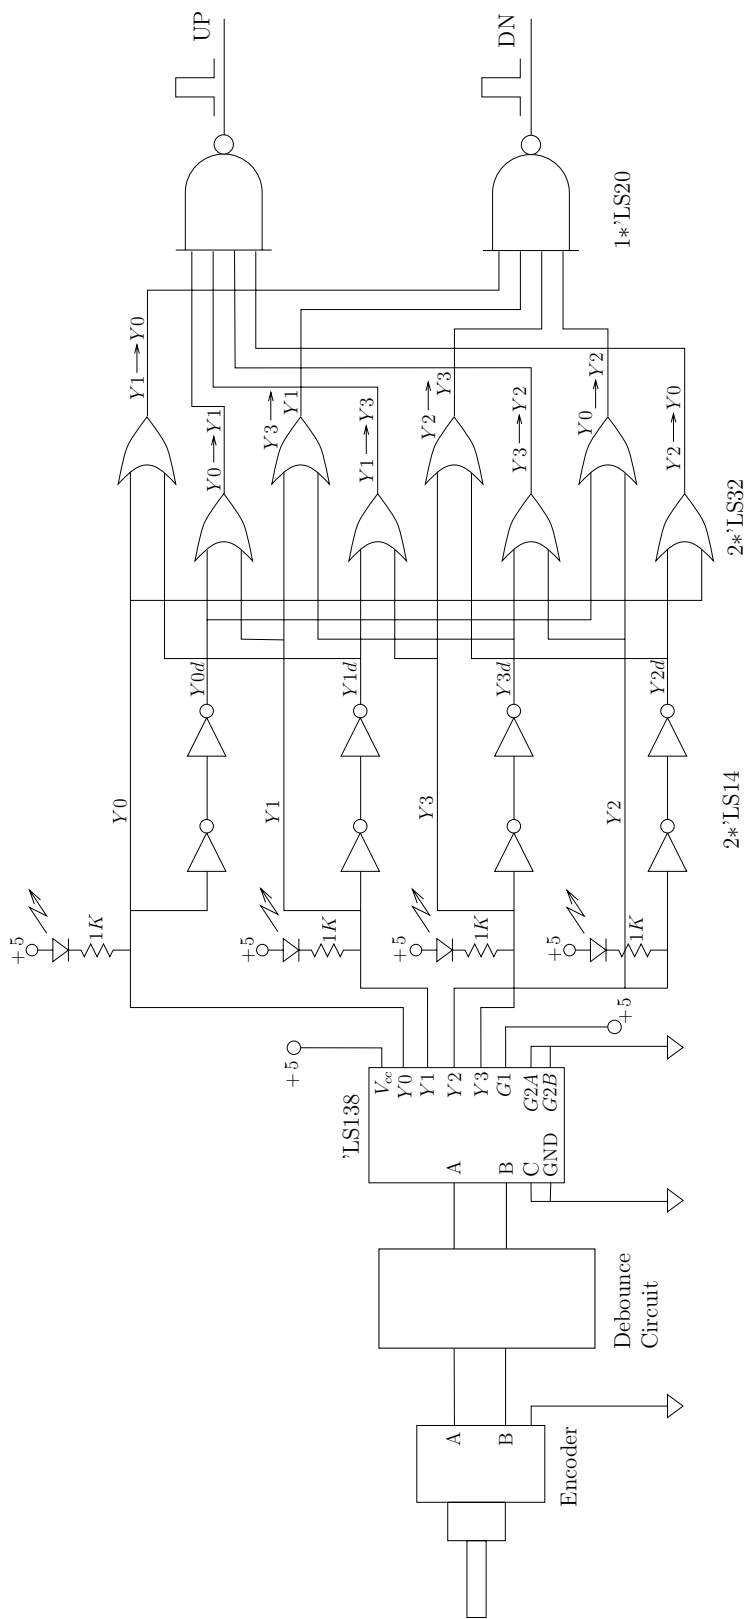 Encoder
A
B
Debounce
Circuit
'LS138
A
B
C
GND
Vcc
Y0
Y1
Y2
Y3
G1
G2A
G2B
+5
+5
+5
1K
+5
1K
+5
1K
+5
1K
Y0
Y1
Y3
Y2
2*'LS14
Y0d
Y1d
Y3d
Y2d
2*'LS32
Y1→Y0
Y0→Y1
Y3→
Y1
Y1→Y3
Y2→
Y3
Y3→Y2
Y0→Y2
Y2→Y0
1*'LS20
UP
DN